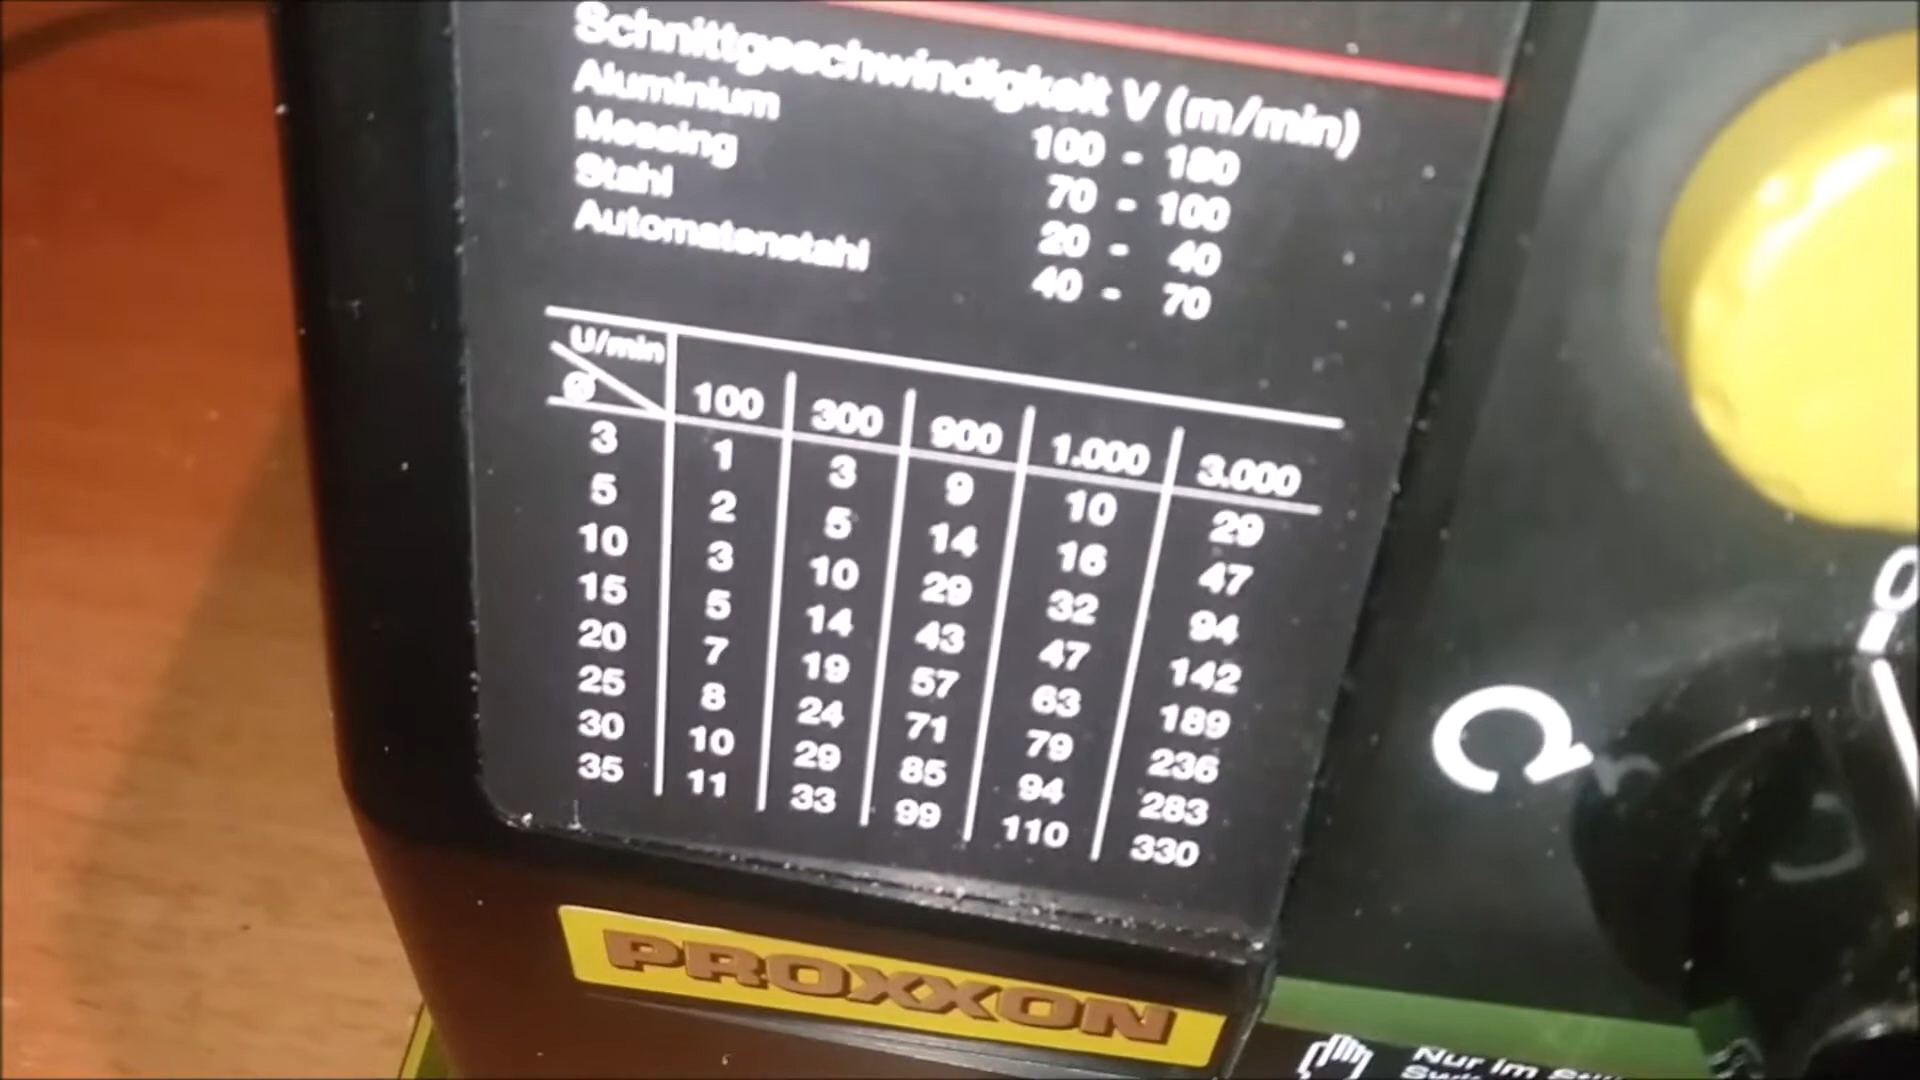 Schnittgeschwindigkeit V (m/min)
Aluminium 100 - 180
Messing 70 - 100
Stahl 20 - 40
Automatenstahl 40 - 70
U/min
Ø 100 300 900 1.000 3.000
3 1 3 9 10 29
5 2 5 14 16 47
10 3 10 29 32 94
15 5 14 43 47 142
20 7 19 57 63 189
25 8 24 71 79 236
30 10 29 85 94 283
35 11 33 99 110 330
PROXXON
0
Nur im